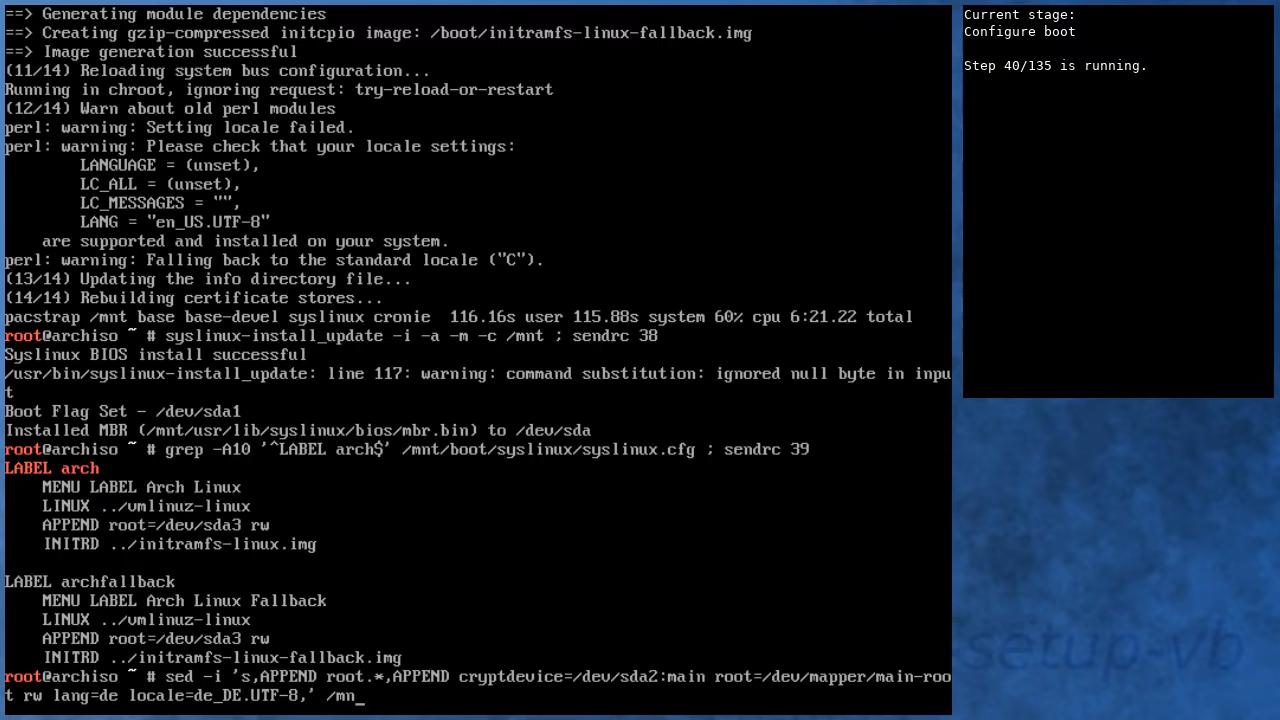 ==> Generating module dependencies
==> Creating gzip-compressed initcpio image: /boot/initramfs-linux-fallback.img
==> Image generation successful
(11/14) Reloading system bus configuration...
Running in chroot, ignoring request: try-reload-or-restart
(12/14) Warn about old perl modules
perl: warning: Setting locale failed.
perl: warning: Please check that your locale settings:
        LANGUAGE = (unset),
        LC_ALL = (unset),
        LC_MESSAGES = "",
        LANG = "en_US.UTF-8"
    are supported and installed on your system.
perl: warning: Falling back to the standard locale ("C").
(13/14) Updating the info directory file...
(14/14) Rebuilding certificate stores...
pacstrap /mnt base base-devel syslinux cronie  116.16s user 115.88s system 60% cpu 6:21.22 total
root@archiso ~ # syslinux-install_update -i -a -m -c /mnt ; sendrc 38
Syslinux BIOS install successful
/usr/bin/syslinux-install_update: line 117: warning: command substitution: ignored null byte in inpu
t
Boot Flag Set - /dev/sda1
Installed MBR (/mnt/usr/lib/syslinux/bios/mbr.bin) to /dev/sda
root@archiso ~ # grep -A10 '^LABEL arch$' /mnt/boot/syslinux/syslinux.cfg ; sendrc 39
LABEL arch
    MENU LABEL Arch Linux
    LINUX ../vmlinuz-linux
    APPEND root=/dev/sda3 rw
    INITRD ../initramfs-linux.img

LABEL archfallback
    MENU LABEL Arch Linux Fallback
    LINUX ../vmlinuz-linux
    APPEND root=/dev/sda3 rw
    INITRD ../initramfs-linux-fallback.img
root@archiso ~ # sed -i 's,APPEND root.*,APPEND cryptdevice=/dev/sda2:main root=/dev/mapper/main-roo
t rw lang=de locale=de_DE.UTF-8,' /mn_
Current stage:
Configure boot

Step 40/135 is running.
setup-vb